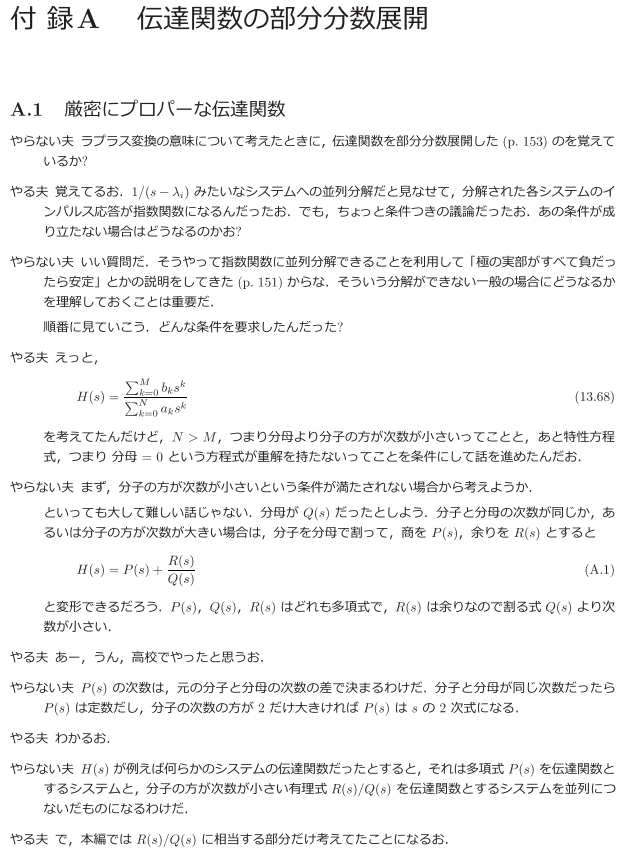 付 録 A 伝達関数の部分分数展開
A.1 厳密にプロパーな伝達関数
やらない夫 ラプラス変換の意味について考えたときに，伝達関数を部分分数展開した (p. 153) のを覚えて
いるか?
やる夫 覚えてるお．1/(s − λ_i) みたいなシステムへの並列分解だと見なせて，分解された各システムのイ
ンパルス応答が指数関数になるんだったお．でも，ちょっと条件つきの議論だったお．あの条件が成
り立たない場合はどうなるのかお?
やらない夫 いい質問だ．そうやって指数関数に並列分解できることを利用して「極の実部がすべて負だっ
たら安定」とかの説明をしてきた (p. 151) からな．そういう分解ができない一般の場合にどうなるか
を理解しておくことは重要だ．
順番に見ていこう．どんな条件を要求したんだった?
やる夫 えっと，
H(s) = \frac{\sum_{k=0}^{M} b_k s^k}{\sum_{k=0}^{N} a_k s^k} (13.68)
を考えてたんだけど，N > M，つまり分母より分子の方が次数が小さいってことと，あと特性方程
式，つまり 分母 = 0 という方程式が重解を持たないってことを条件にして話を進めたんだお．
やらない夫 まず，分子の方が次数が小さいという条件が満たされない場合から考えようか．
といっても大して難しい話じゃない．分母が Q(s) だったとしよう．分子と分母の次数が同じか，あ
るいは分子の方が次数が大きい場合は，分子を分母で割って，商を P(s)，余りを R(s) とすると
H(s) = P(s) + \frac{R(s)}{Q(s)} (A.1)
と変形できるだろう．P(s)，Q(s)，R(s) はどれも多項式で，R(s) は余りなので割る式 Q(s) より次
数が小さい．
やる夫 あー，うん，高校でやったと思うお．
やらない夫 P(s) の次数は，元の分子と分母の次数の差で決まるわけだ．分子と分母が同じ次数だったら
P(s) は定数だし，分子の次数の方が 2 だけ大きければ P(s) は s の 2 次式になる．
やる夫 わかるお．
やらない夫 H(s) が例えば何らかのシステムの伝達関数だったとすると，それは多項式 P(s) を伝達関数と
するシステムと，分子の方が次数が小さい有理式 R(s)/Q(s) を伝達関数とするシステムを並列につ
ないだものになるわけだ．
やる夫 で，本編では R(s)/Q(s) に相当する部分だけ考えてたことになるお．